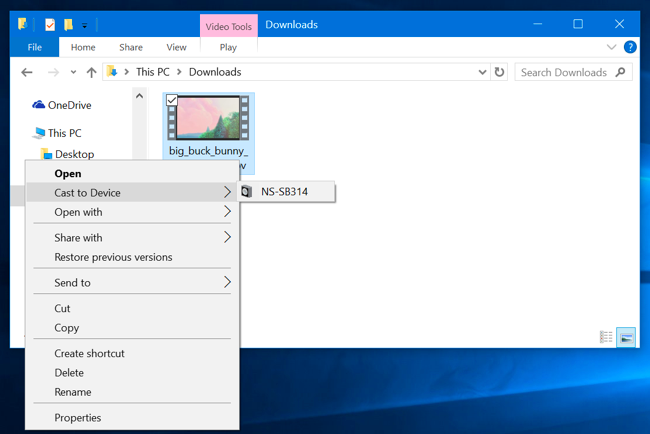 Video Tools
Downloads
File
Home
Share
View
Play
This PC
Downloads
Search Downloads
OneDrive
This PC
Desktop
big_buck_bunny_
ov
Open
Cast to Device
NS-SB314
Open with
Share with
Restore previous versions
Send to
Cut
Copy
Create shortcut
Delete
Rename
Properties